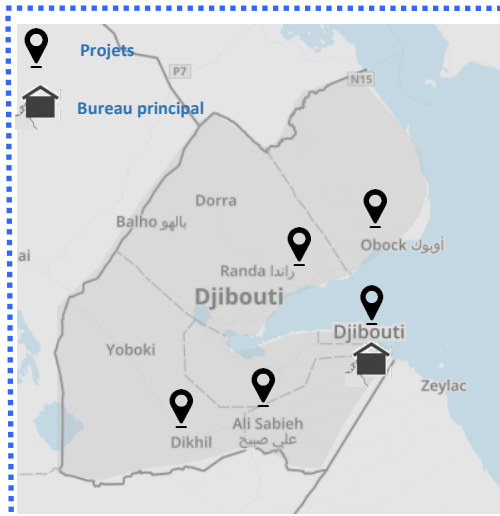 Projets
P7
N15
Bureau principal
Dorra
Balho بالهو
Obock أوبوك
ai
Randa راندا
Djibouti
Djibouti
Yoboki
Zeylac
Ali Sabieh
علي صبيح
Dikhil